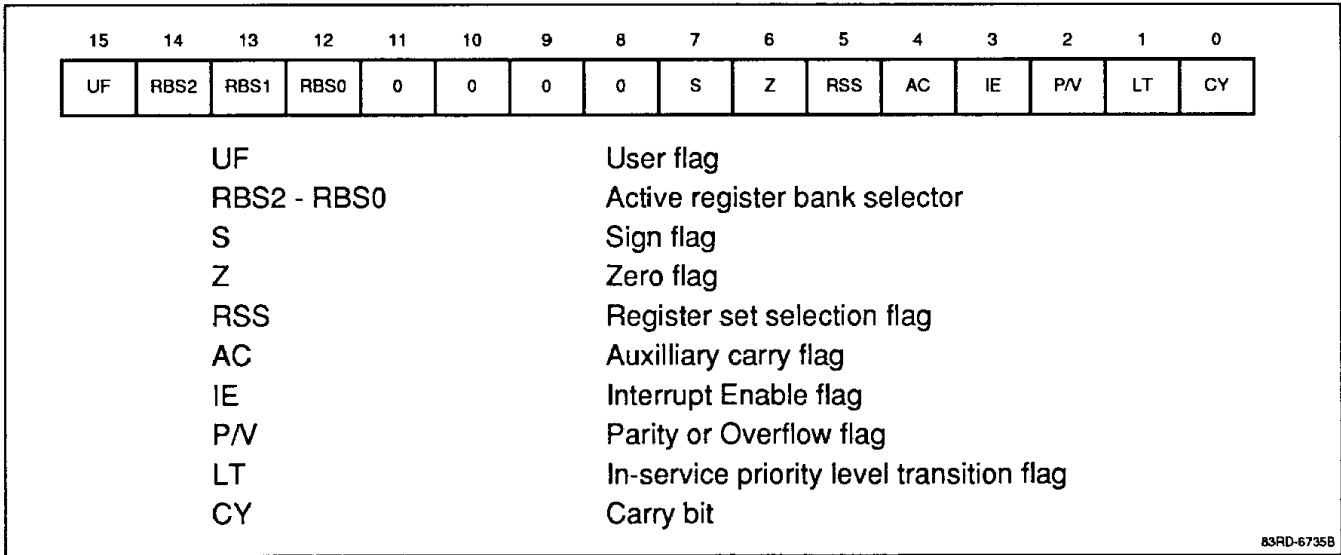 15 14 13 12 11 10 9 8 7 6 5 4 3 2 1 0
UF RBS2 RBS1 RBS0 0 0 0 0 S Z RSS AC IE P/V LT CY
UF User flag
RBS2 - RBS0 Active register bank selector
S Sign flag
Z Zero flag
RSS Register set selection flag
AC Auxilliary carry flag
IE Interrupt Enable flag
P/V Parity or Overflow flag
LT In-service priority level transition flag
CY Carry bit
83RD-6735B